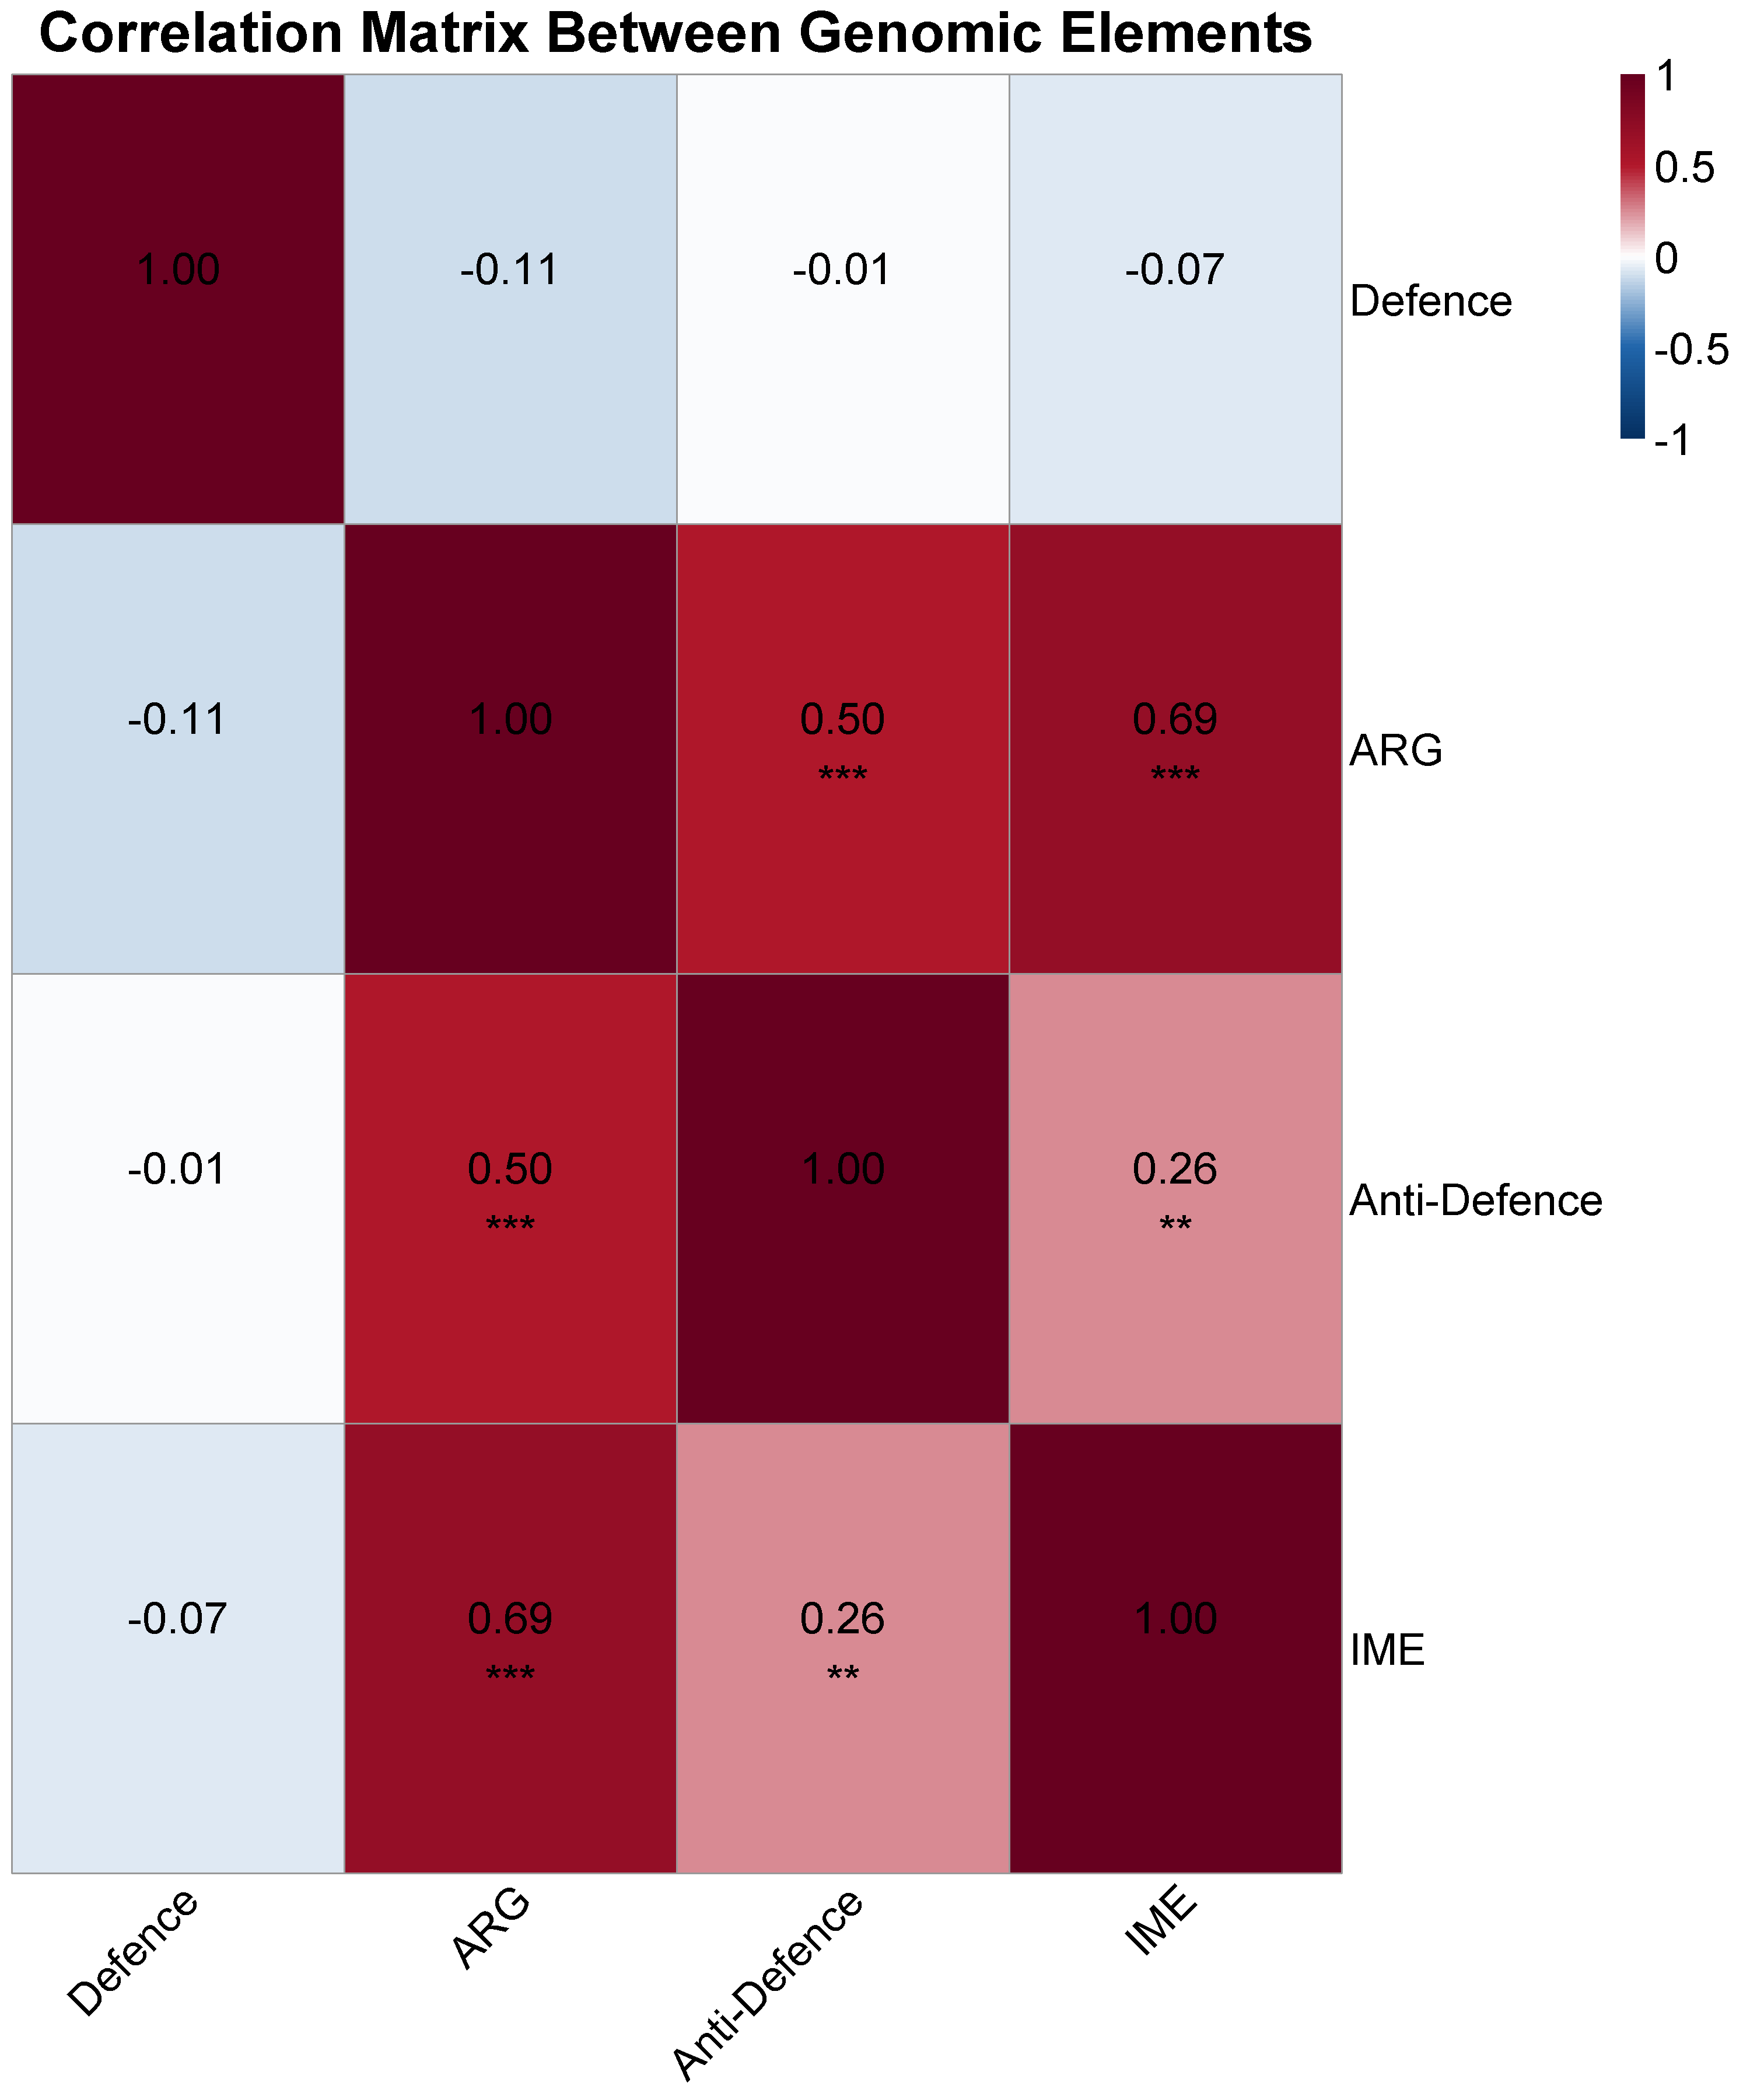 Correlation Matrix Between Genomic Elements
1
0.5
0
-0.5
-1
1.00 -0.11 -0.01 -0.07
Defence
-0.11 1.00 0.50 0.69
*** ***
ARG
-0.01 0.50 1.00 0.26
*** **
Anti-Defence
-0.07 0.69 0.26 1.00
*** **
IME
Defence ARG Anti-Defence IME